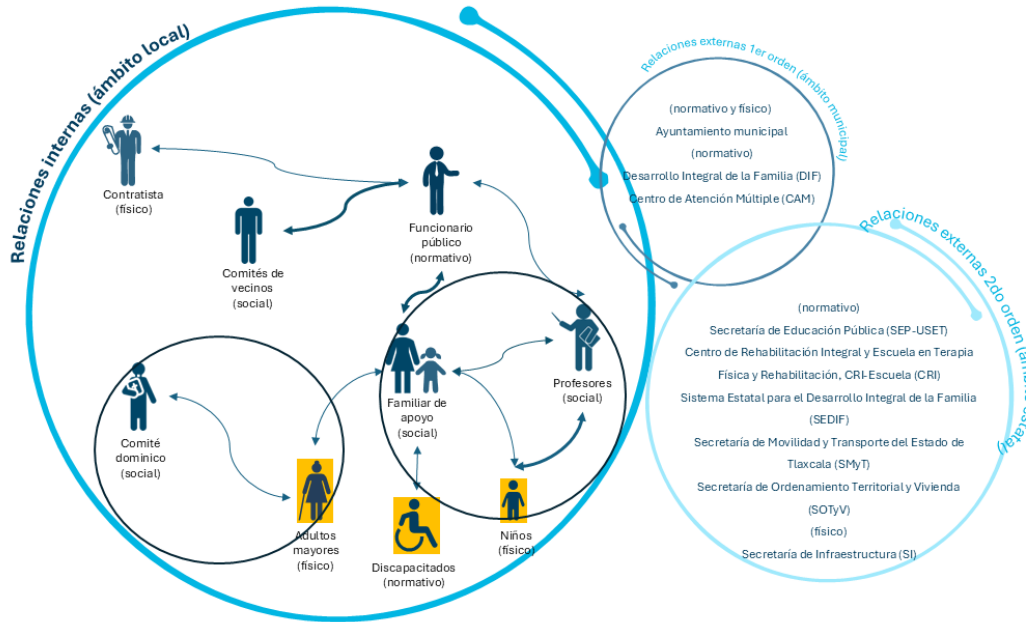 Relaciones internas (ámbito local)
Contratista
(físico)
Comités de
vecinos
(social)
Funcionario
público
(normativo)
Comité
domínico
(social)
Adultos
mayores
(físico)
Familiar de
apoyo
(social)
Discapacitados
(normativo)
Profesores
(social)
Niños
(físico)
Relaciones externas 1er orden (ámbito municipal)
(normativo y físico)
Ayuntamiento municipal
(normativo)
Desarrollo Integral de la Familia (DIF)
Centro de Atención Múltiple (CAM)
Relaciones externas 2do orden (ámbito estatal)
(normativo)
Secretaría de Educación Pública (SEP-USET)
Centro de Rehabilitación Integral y Escuela en Terapia
Física y Rehabilitación, CRI-Escuela (CRI)
Sistema Estatal para el Desarrollo Integral de la Familia
(SEDIF)
Secretaría de Movilidad y Transporte del Estado de
Tlaxcala (SMyT)
Secretaría de Ordenamiento Territorial y Vivienda
(SOTyV)
(físico)
Secretaría de Infraestructura (SI)